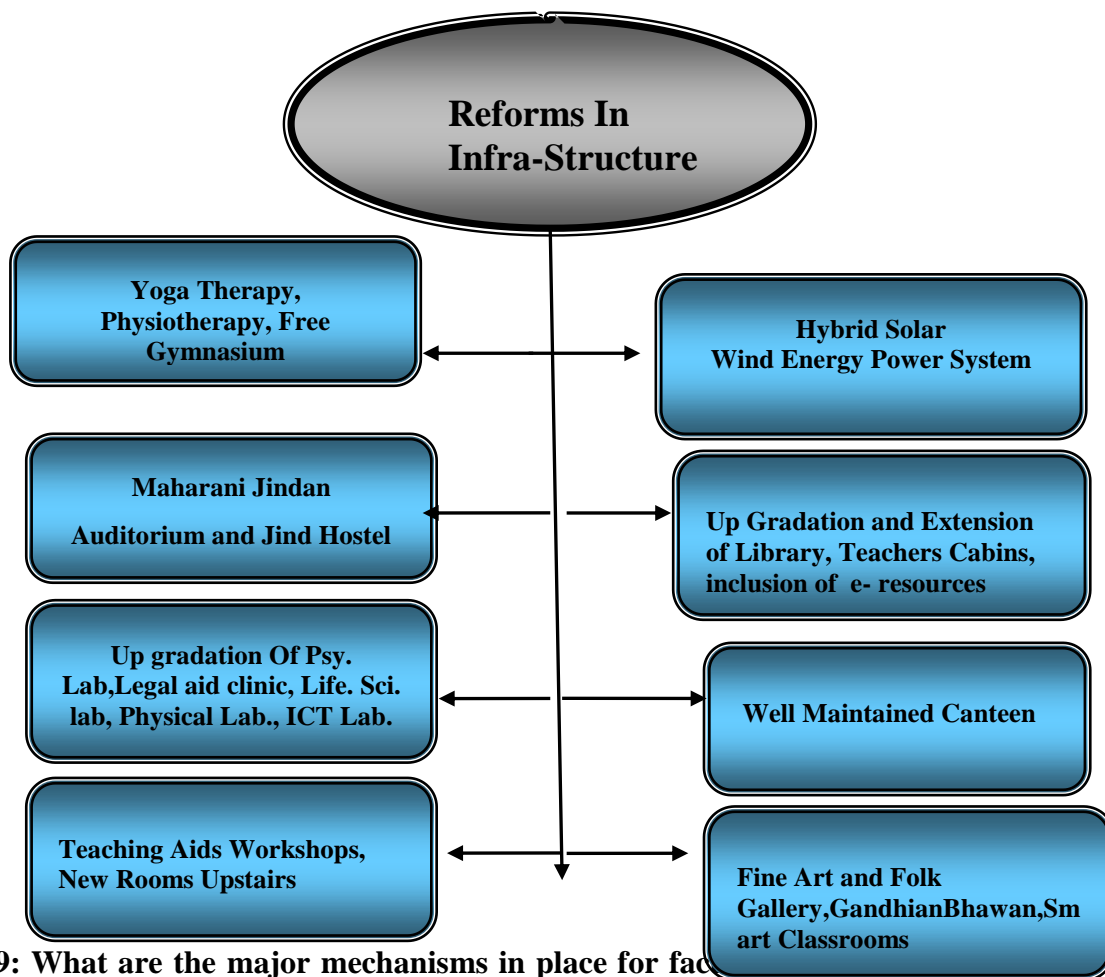 Reforms In
Infra-Structure
Yoga Therapy,
Physiotherapy, Free
Gymnasium
Hybrid Solar
Wind Energy Power System
Maharani Jindan
Auditorium and Jind Hostel
Up Gradation and Extension
of Library, Teachers Cabins,
inclusion of e- resources
Up gradation Of Psy.
Lab,Legal aid clinic, Life. Sci.
lab, Physical Lab., ICT Lab.
Well Maintained Canteen
Teaching Aids Workshops,
New Rooms Upstairs
Fine Art and Folk
Gallery,GandhianBhawan,Sm
art Classrooms
9: What are the major mechanisms in place for